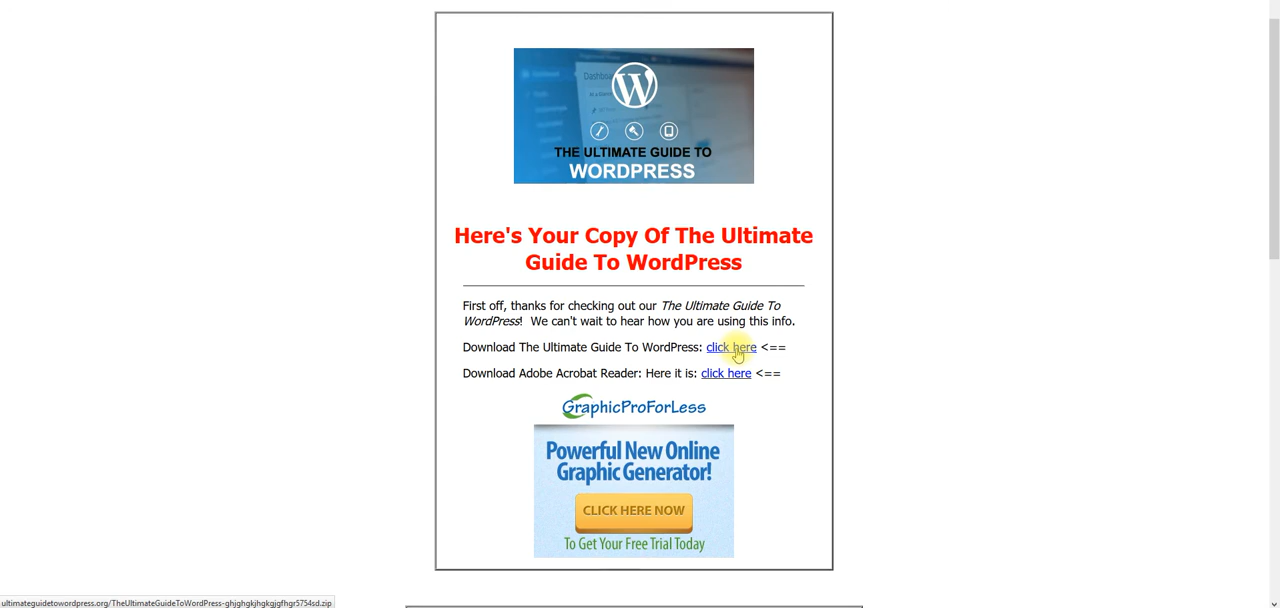 Dashboard
W
THE ULTIMATE GUIDE TO
WORDPRESS
Here's Your Copy Of The Ultimate
Guide To WordPress
First off, thanks for checking out our The Ultimate Guide To
WordPress!  We can't wait to hear how you are using this info.
Download The Ultimate Guide To WordPress: click here <==
Download Adobe Acrobat Reader: Here it is: click here <==
GraphicProForLess
Powerful New Online
Graphic Generator!
CLICK HERE NOW
To Get Your Free Trial Today
ultimateguidetowordpress.org/TheUltimateGuideToWordPress-ghjghgkjhgkgjgfhgr5754sd.zip